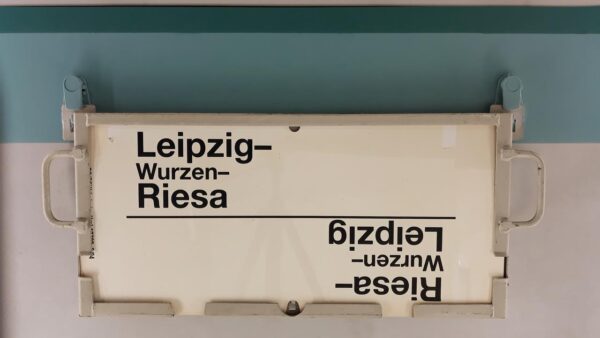 Leipzig–
Wurzen–
Riesa
Riesa–
Wurzen–
Leipzig